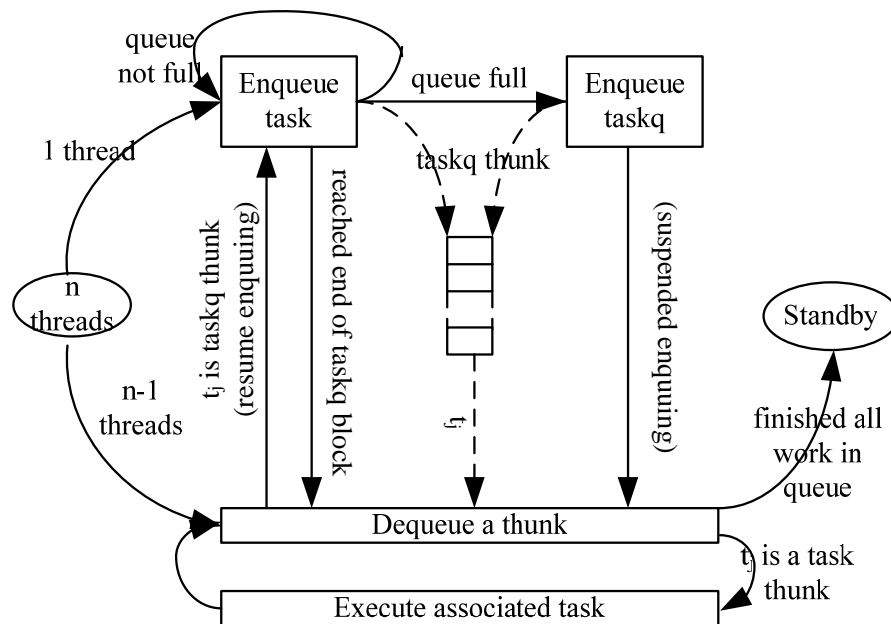 queue
not full
Enqueue
task
queue full
Enqueue
taskq
1 thread
taskq thunk
n
threads
n-1
threads
tj is taskq thunk
(resume enquuing)
reached end of taskq block
tj
(suspended enquuing)
Standby
finished all
work in
queue
Dequeue a thunk
tj is a task
thunk
Execute associated task